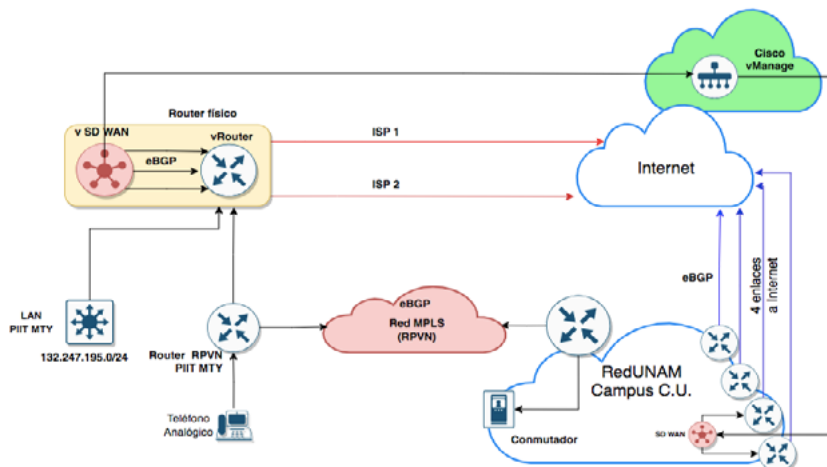 Cisco
vManage
Router físico
v SD WAN
vRouter
eBGP
ISP 1
ISP 2
Internet
LAN
PIIT MTY
132.247.195.0/24
Router RPVN
PIIT MTY
Teléfono
Analógico
eBGP
Red MPLS
(RPVN)
eBGP
4 enlaces
a Internet
RedUNAM
Campus C.U.
Conmutador
SD WAN